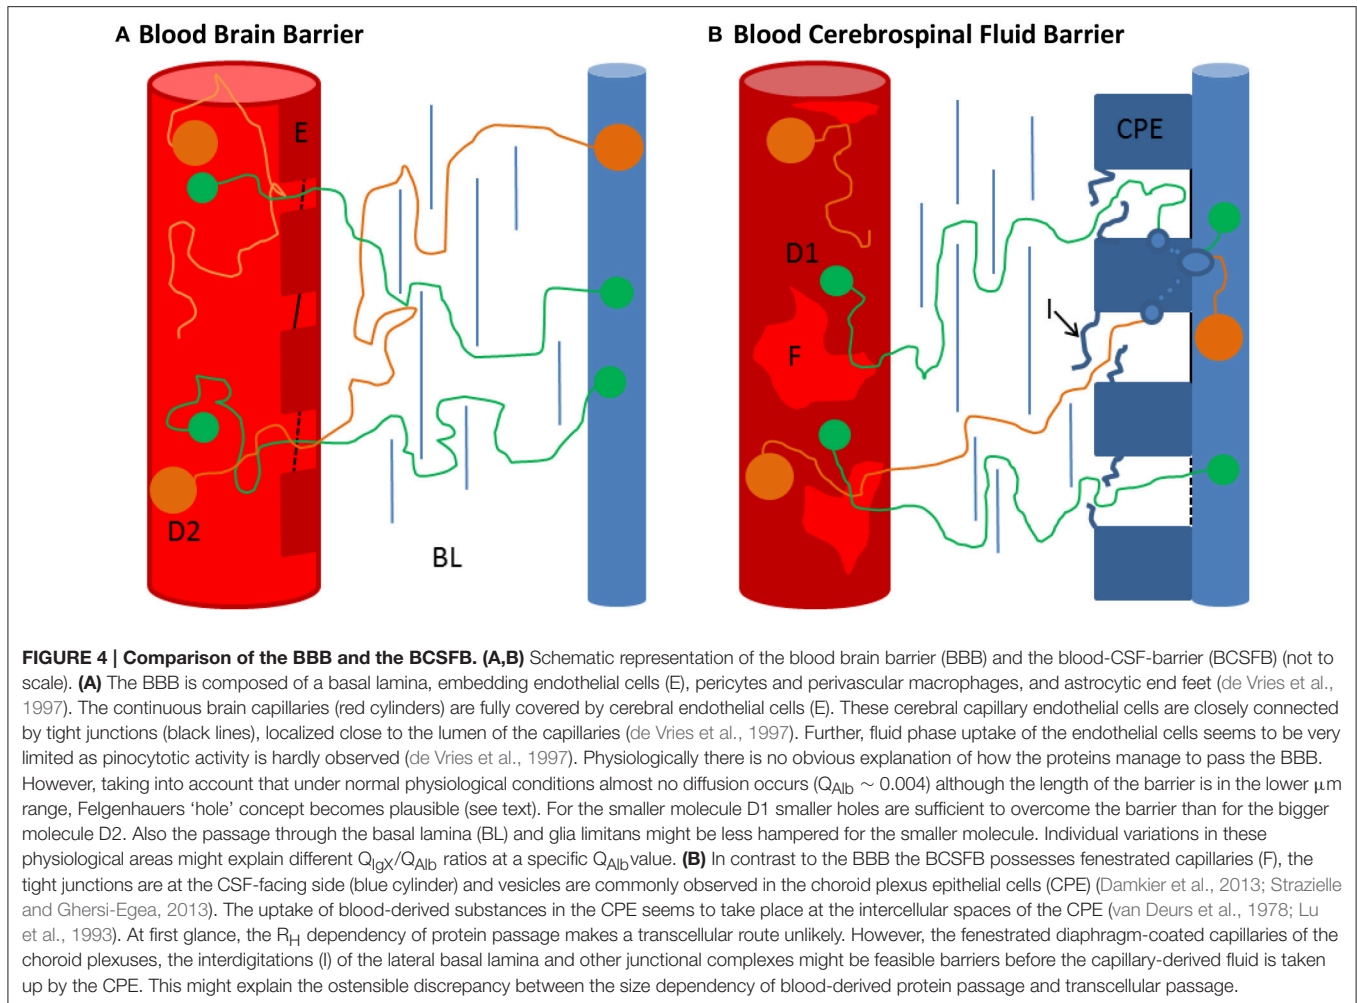 A Blood Brain Barrier
B Blood Cerebrospinal Fluid Barrier
E
D2
BL
CPE
D1
I
F
FIGURE 4 | Comparison of the BBB and the BCSFB. (A,B) Schematic representation of the blood brain barrier (BBB) and the blood-CSF-barrier (BCSFB) (not to
scale). (A) The BBB is composed of a basal lamina, embedding endothelial cells (E), pericytes and perivascular macrophages, and astrocytic end feet (de Vries et al.,
1997). The continuous brain capillaries (red cylinders) are fully covered by cerebral endothelial cells (E). These cerebral capillary endothelial cells are closely connected
by tight junctions (black lines), localized close to the lumen of the capillaries (de Vries et al., 1997). Further, fluid phase uptake of the endothelial cells seems to be very
limited as pinocytotic activity is hardly observed (de Vries et al., 1997). Physiologically there is no obvious explanation of how the proteins manage to pass the BBB.
However, taking into account that under normal physiological conditions almost no diffusion occurs (QAlb ∼ 0.004) although the length of the barrier is in the lower μm
range, Felgenhauers ‘hole’ concept becomes plausible (see text). For the smaller molecule D1 smaller holes are sufficient to overcome the barrier than for the bigger
molecule D2. Also the passage through the basal lamina (BL) and glia limitans might be less hampered for the smaller molecule. Individual variations in these
physiological areas might explain different QIgX/QAlb ratios at a specific QAlb value. (B) In contrast to the BBB the BCSFB possesses fenestrated capillaries (F), the
tight junctions are at the CSF-facing side (blue cylinder) and vesicles are commonly observed in the choroid plexus epithelial cells (CPE) (Damkier et al., 2013; Strazielle
and Ghersi-Egea, 2013). The uptake of blood-derived substances in the CPE seems to take place at the intercellular spaces of the CPE (van Deurs et al., 1978; Lu
et al., 1993). At first glance, the RH dependency of protein passage makes a transcellular route unlikely. However, the fenestrated diaphragm-coated capillaries of the
choroid plexuses, the interdigitations (I) of the lateral basal lamina and other junctional complexes might be feasible barriers before the capillary-derived fluid is taken
up by the CPE. This might explain the ostensible discrepancy between the size dependency of blood-derived protein passage and transcellular passage.